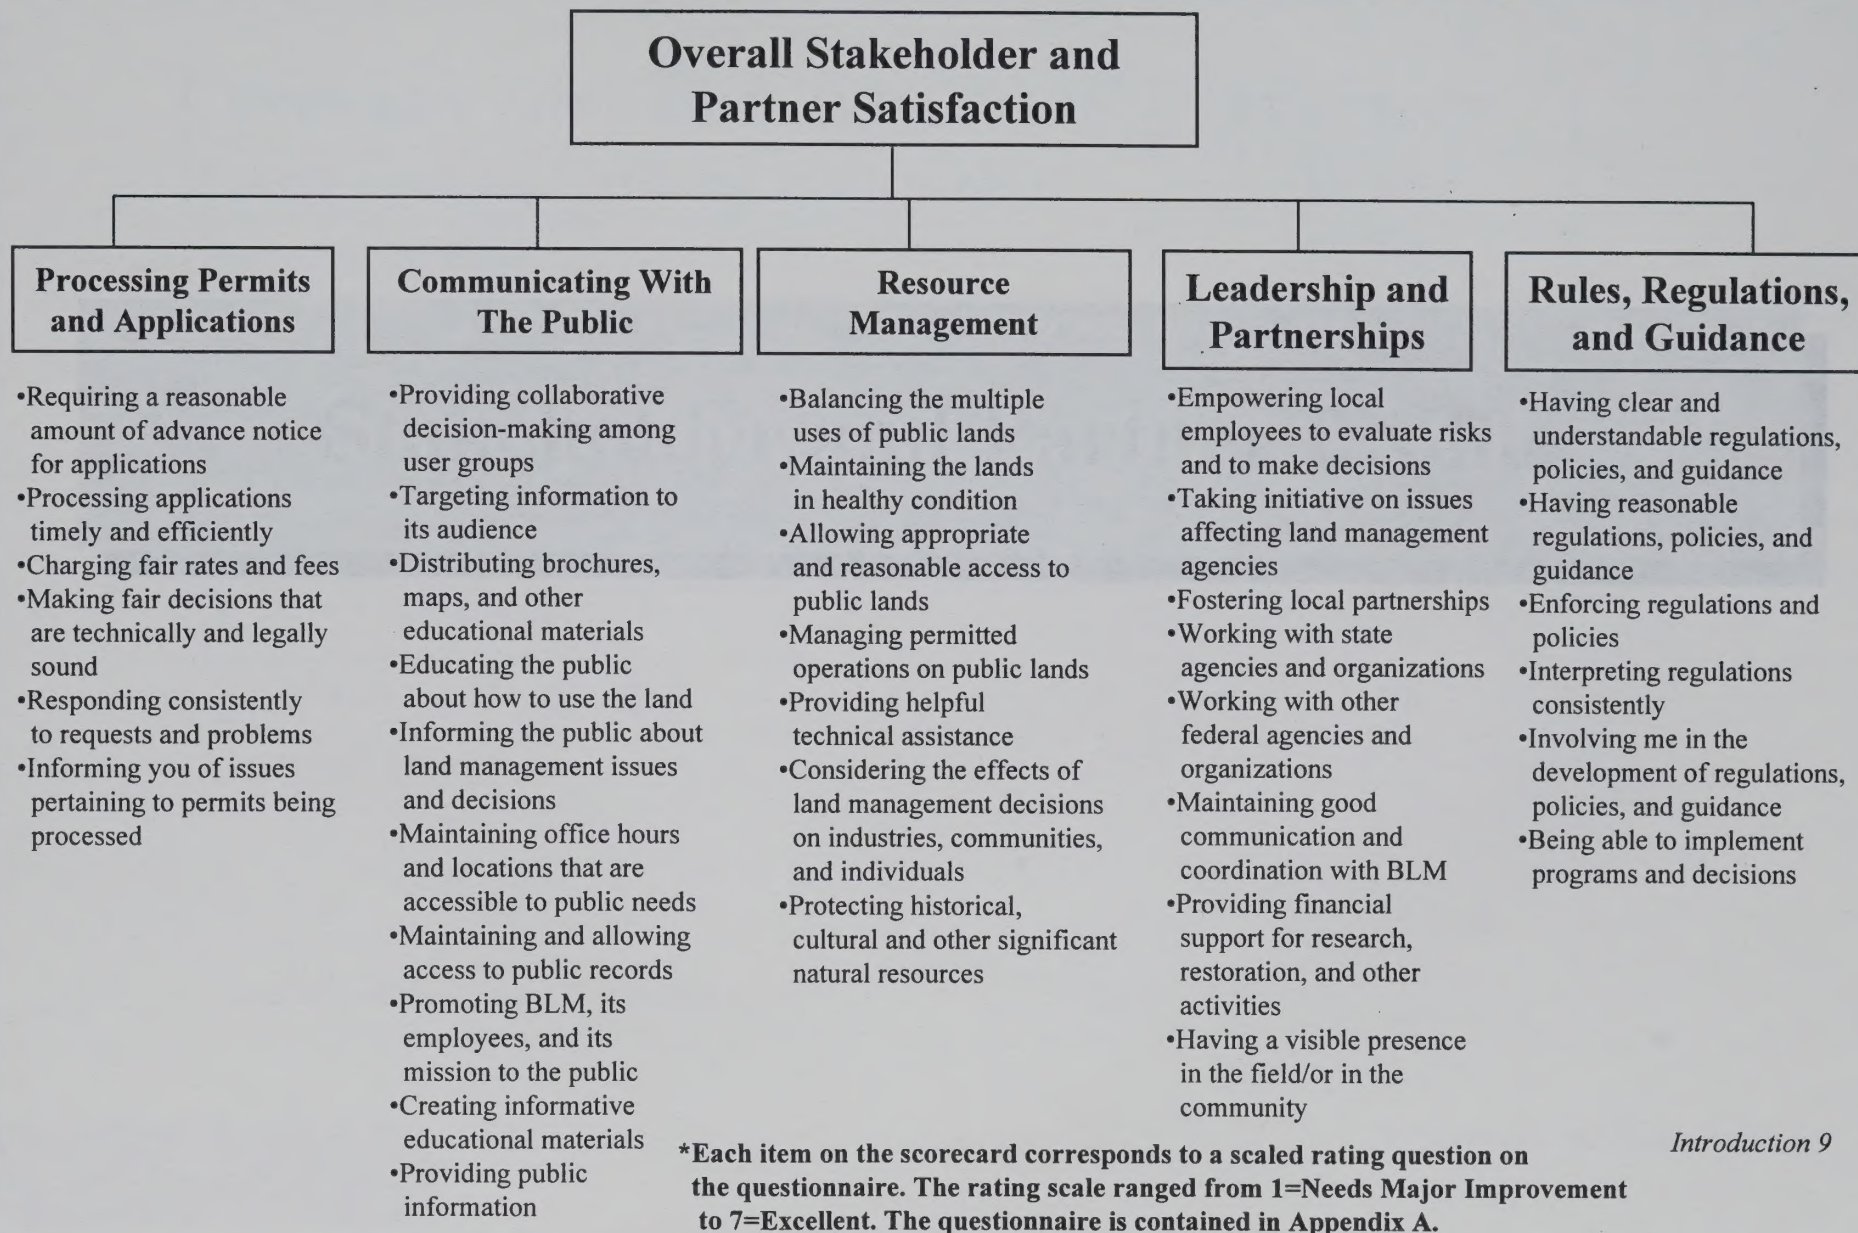 Overall Stakeholder and
Partner Satisfaction
Processing Permits
and Applications
•Requiring a reasonable
amount of advance notice
for applications
•Processing applications
timely and efficiently
•Charging fair rates and fees
•Making fair decisions that
are technically and legally
sound
•Responding consistently
to requests and problems
•Informing you of issues
pertaining to permits being
processed
Communicating With
The Public
•Providing collaborative
decision-making among
user groups
•Targeting information to
its audience
•Distributing brochures,
maps, and other
educational materials
•Educating the public
about how to use the land
•Informing the public about
land management issues
and decisions
•Maintaining office hours
and locations that are
accessible to public needs
•Maintaining and allowing
access to public records
•Promoting BLM, its
employees, and its
mission to the public
•Creating informative
educational materials
•Providing public
information
Resource
Management
•Balancing the multiple
uses of public lands
•Maintaining the lands
in healthy condition
•Allowing appropriate
and reasonable access to
public lands
•Managing permitted
operations on public lands
•Providing helpful
technical assistance
•Considering the effects of
land management decisions
on industries, communities,
and individuals
•Protecting historical,
cultural and other significant
natural resources
Leadership and
Partnerships
•Empowering local
employees to evaluate risks
and to make decisions
•Taking initiative on issues
affecting land management
agencies
•Fostering local partnerships
•Working with state
agencies and organizations
•Working with other
federal agencies and
organizations
•Maintaining good
communication and
coordination with BLM
•Providing financial
support for research,
restoration, and other
activities
•Having a visible presence
in the field/or in the
community
Rules, Regulations,
and Guidance
•Having clear and
understandable regulations,
policies, and guidance
•Having reasonable
regulations, policies, and
guidance
•Enforcing regulations and
policies
•Interpreting regulations
consistently
•Involving me in the
development of regulations,
policies, and guidance
•Being able to implement
programs and decisions
*Each item on the scorecard corresponds to a scaled rating question on
the questionnaire. The rating scale ranged from 1=Needs Major Improvement
to 7=Excellent. The questionnaire is contained in Appendix A.
Introduction 9